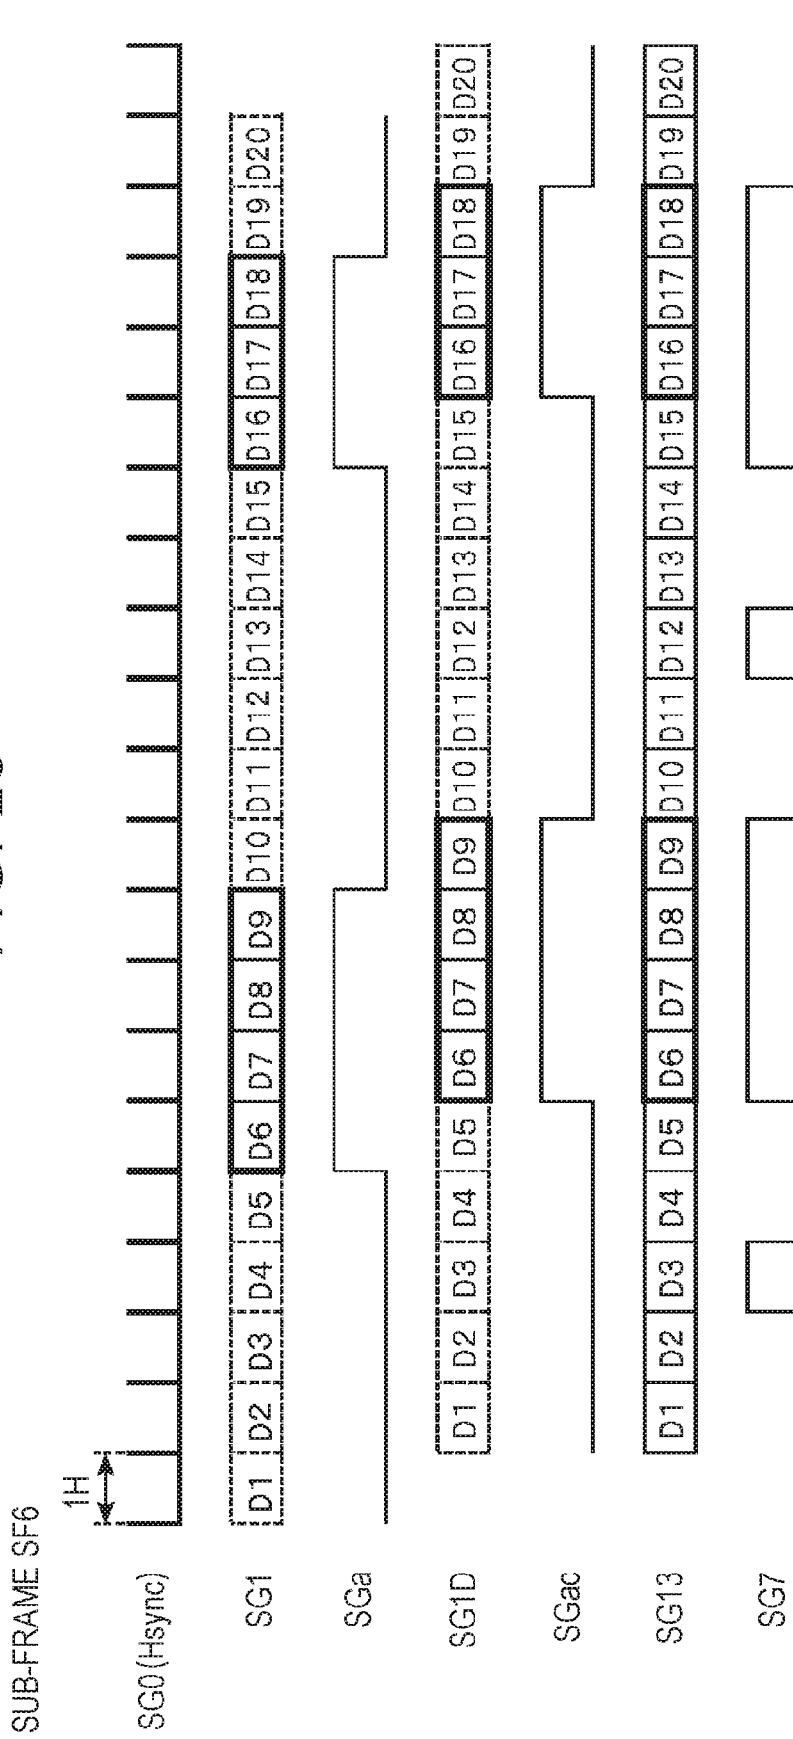 SUB-FRAME SF6
1H
SG0(Hsync)
SG1 D1 D2 D3 D4 D5 D6 D7 D8 D9 D10 D11 D12 D13 D14 D15 D16 D17 D18 D19 D20
SGa
SG1D D1 D2 D3 D4 D5 D6 D7 D8 D9 D10 D11 D12 D13 D14 D15 D16 D17 D18 D19 D20
SGac
SG13 D1 D2 D3 D4 D5 D6 D7 D8 D9 D10 D11 D12 D13 D14 D15 D16 D17 D18 D19 D20
SG7